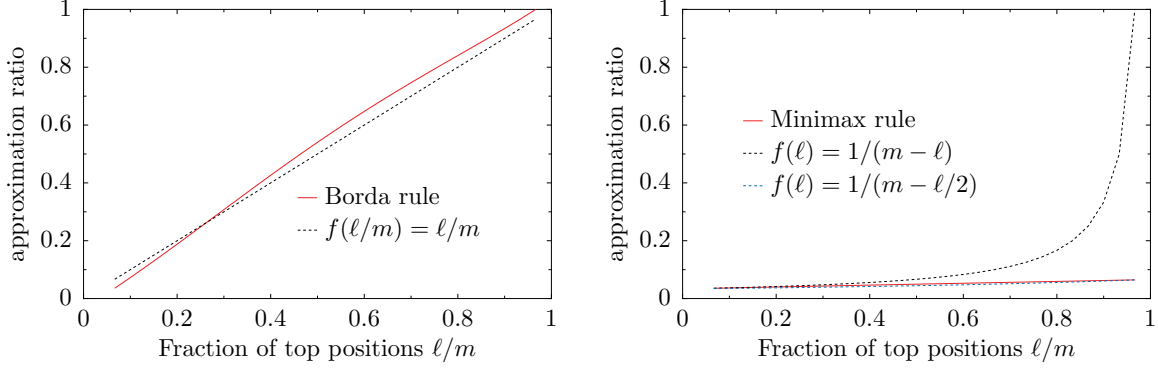 1
0.8
0.6
0.4
0.2
0
approximation ratio
Borda rule
f(ℓ/m) = ℓ/m
0 0.2 0.4 0.6 0.8 1
Fraction of top positions ℓ/m
1
0.8
0.6
0.4
0.2
0
approximation ratio
Minimax rule
f(ℓ) = 1/(m − ℓ)
f(ℓ) = 1/(m − ℓ/2)
0 0.2 0.4 0.6 0.8 1
Fraction of top positions ℓ/m